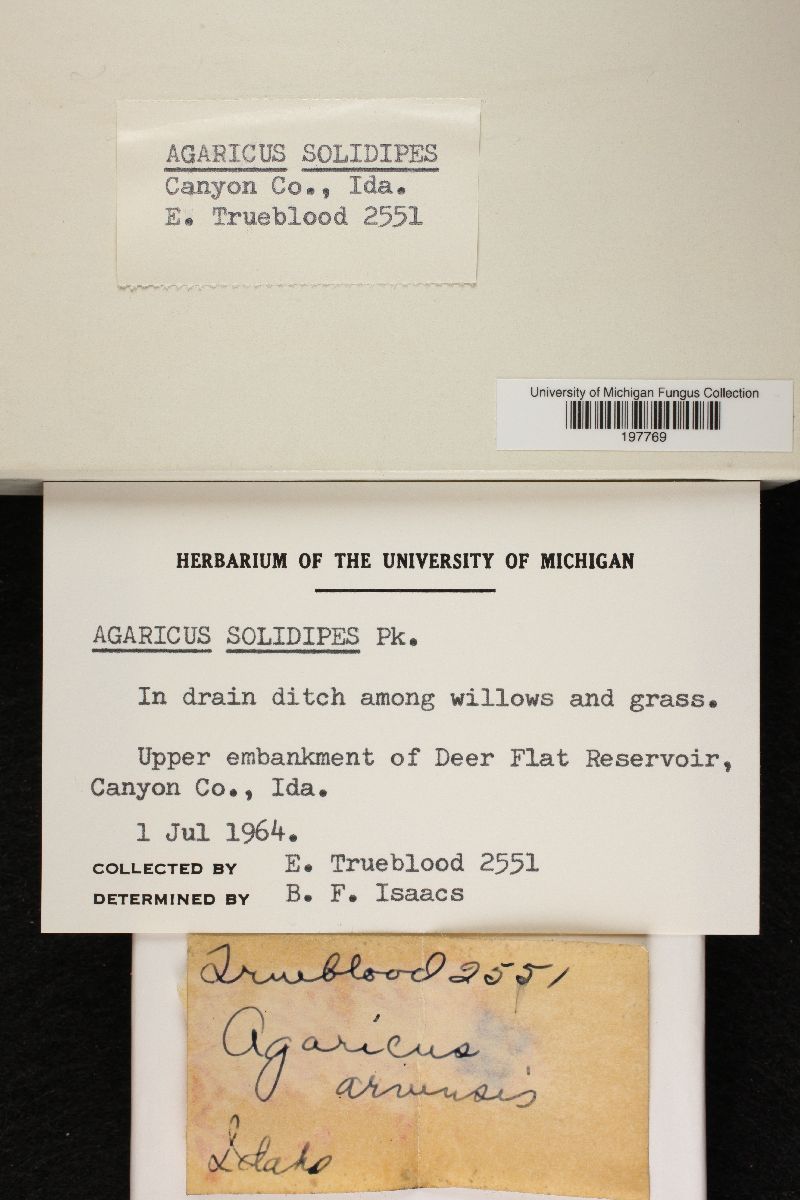 AGARICUS SOLIDIPES
Canyon Co., Ida.
E. Trueblood 2551
University of Michigan Fungus Collection
197769
HERBARIUM OF THE UNIVERSITY OF MICHIGAN
AGARICUS SOLIDIPES Pk.
In drain ditch among willows and grass.
Upper embankment of Deer Flat Reservoir,
Canyon Co., Ida.
1 Jul 1964.
COLLECTED BY E. Trueblood 2551
DETERMINED BY B. F. Isaacs
Trueblood 2551
Agaricus
arvensis
Idaho